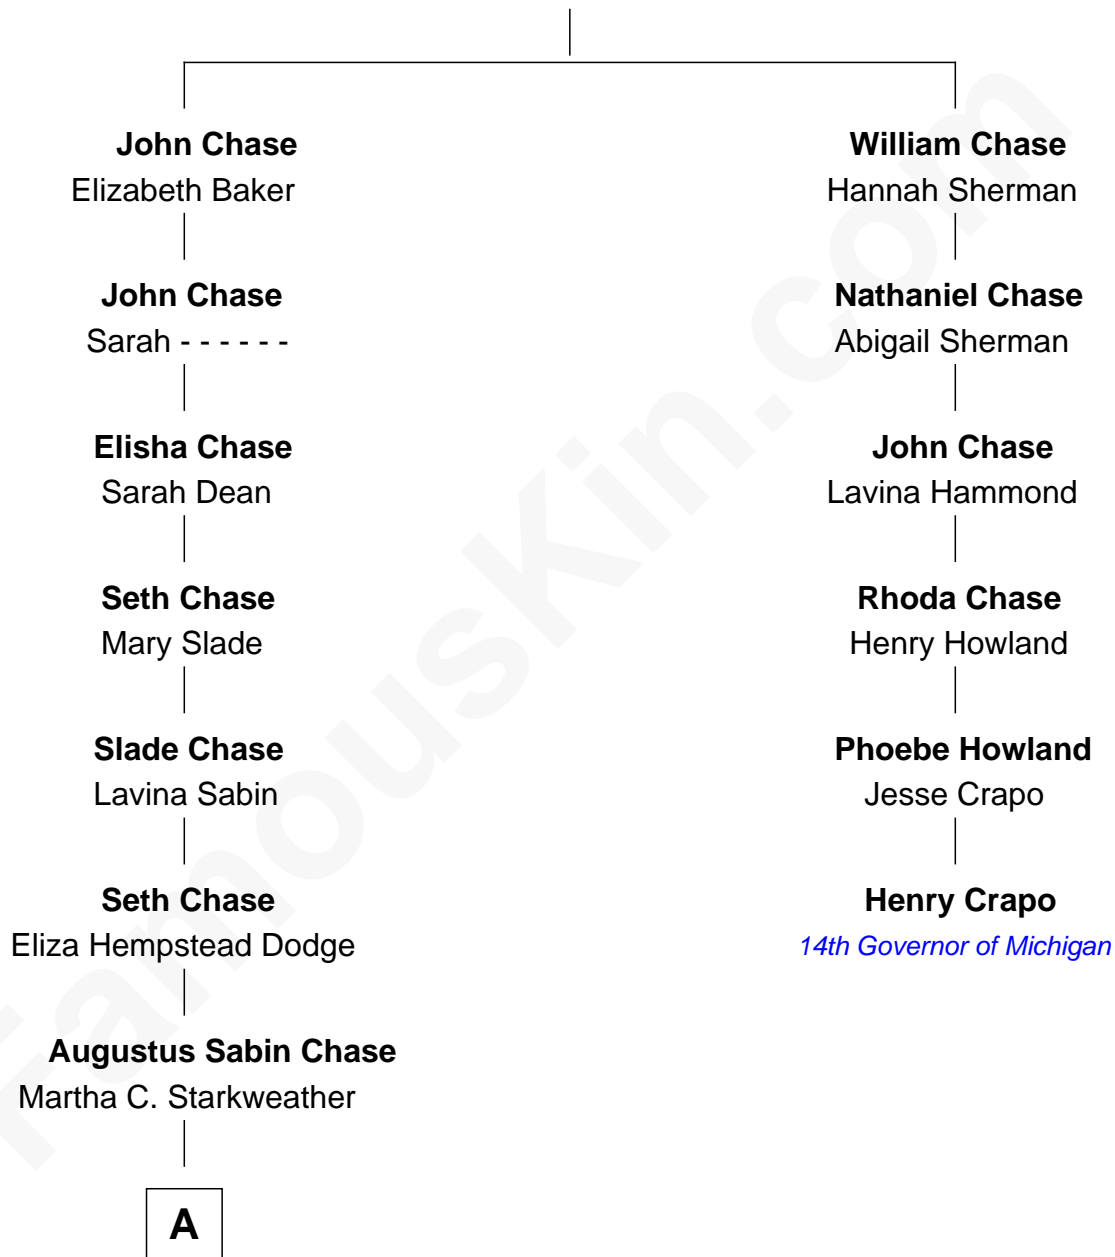 John Chase
Elizabeth Baker
William Chase
Hannah Sherman
John Chase
Sarah - - - - - -
Nathaniel Chase
Abigail Sherman
Elisha Chase
Sarah Dean
John Chase
Lavina Hammond
Seth Chase
Mary Slade
Rhoda Chase
Henry Howland
Slade Chase
Lavina Sabin
Phoebe Howland
Jesse Crapo
Seth Chase
Eliza Hempstead Dodge
Henry Crapo
14th Governor of Michigan
Augustus Sabin Chase
Martha C. Starkweather
A
FamousKin.com